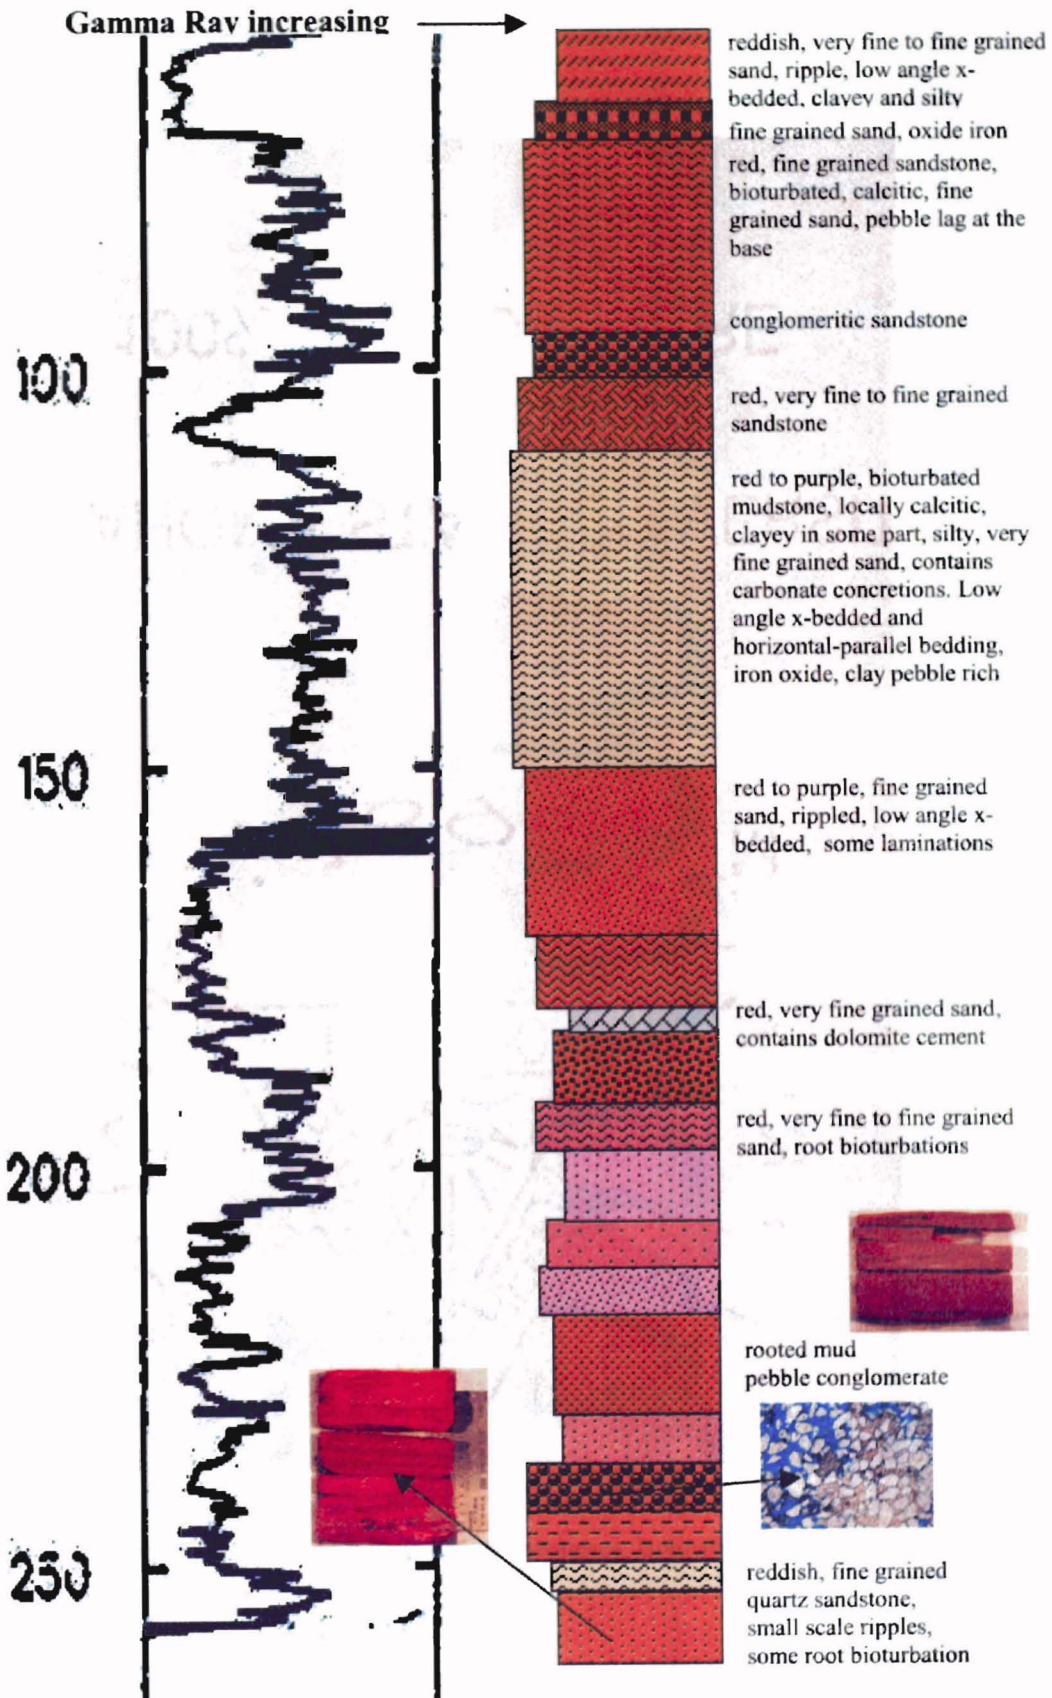 Gamma Ray increasing
reddish, very fine to fine grained
sand, ripple, low angle x-
bedded, clayey and silty
fine grained sand, oxide iron
red, fine grained sandstone,
bioturbated, calcitic, fine
grained sand, pebble lag at the
base
conglomeritic sandstone
100
red, very fine to fine grained
sandstone
red to purple, bioturbated
mudstone, locally calcitic,
clayey in some part, silty, very
fine grained sand, contains
carbonate concretions. Low
angle x-bedded and
horizontal-parallel bedding,
iron oxide, clay pebble rich
150
red to purple, fine grained
sand, rippled, low angle x-
bedded, some laminations
red, very fine grained sand,
contains dolomite cement
red, very fine to fine grained
sand, root bioturbations
200
rooted mud
pebble conglomerate
250
reddish, fine grained
quartz sandstone,
small scale ripples,
some root bioturbation